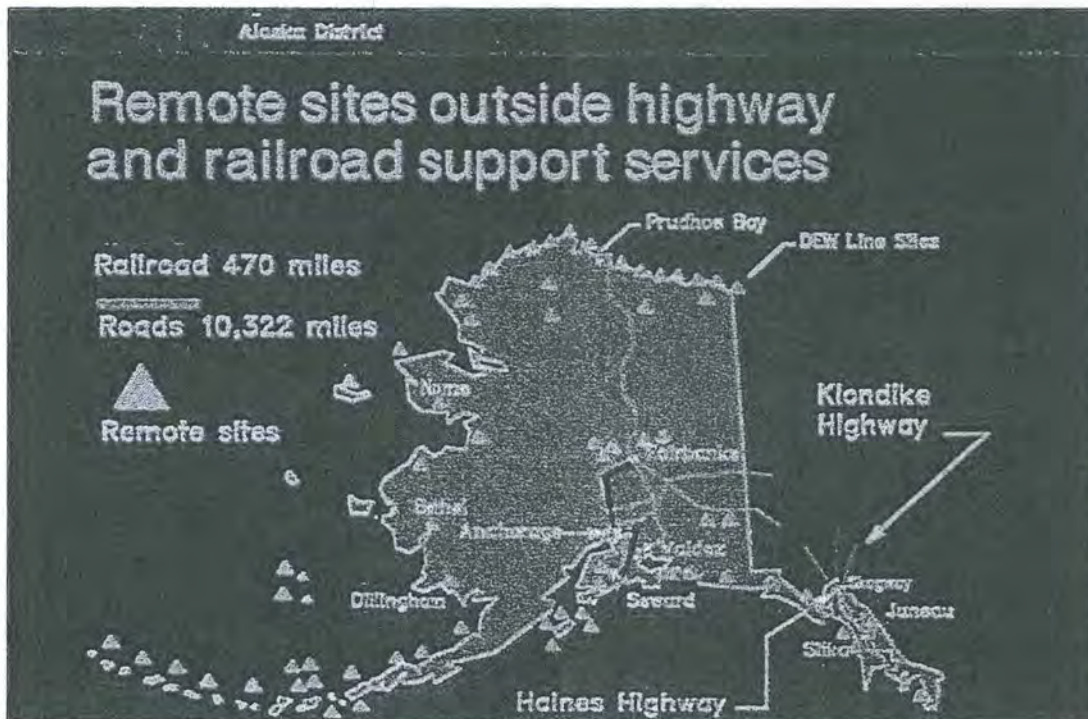 Alaska District
Remote sites outside highway
and railroad support services
Prudhoe Bay
DEW Line Sites
Railroad 470 miles
Roads 10,322 miles
Klondike
Highway
Nome
Remote sites
Fairbanks
Bethel
Anchorage
Valdez
Dillingham
Seward
Skagway
Juneau
Sitka
Haines Highway